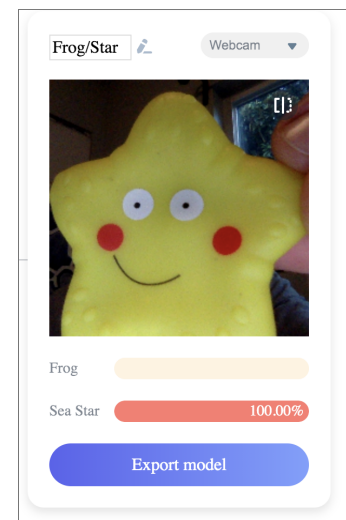 Frog/Star
Webcam
Frog
Sea Star 100.00%
Export model